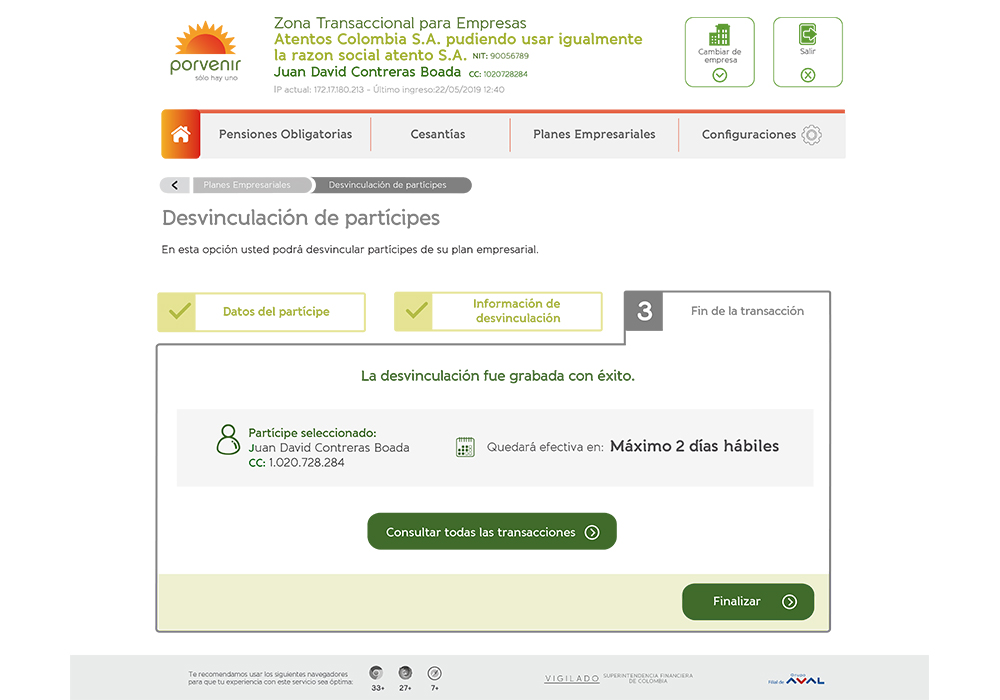 porvenir
sólo hay uno
Zona Transaccional para Empresas
Atentos Colombia S.A. pudiendo usar igualmente
la razon social atento S.A. NIT: 90056789
Juan David Contreras Boada CC: 1020728284
IP actual: 172.17.180.213 - Último ingreso:22/05/2019 12:40
Cambiar de
empresa
Salir
Pensiones Obligatorias
Cesantías
Planes Empresariales
Configuraciones
Planes Empresariales
Desvinculación de partícipes
Desvinculación de partícipes
En esta opción usted podrá desvincular partícipes de su plan empresarial.
Datos del partícipe
Información de
desvinculación
3
Fin de la transacción
La desvinculación fue grabada con éxito.
Partícipe seleccionado:
Juan David Contreras Boada
CC: 1.020.728.284
Quedará efectiva en: Máximo 2 días hábiles
Consultar todas las transacciones
Finalizar
Te recomendamos usar los siguientes navegadores
para que tu experiencia con este servicio sea óptima:
33+
27+
7+
VIGILADO
SUPERINTENDENCIA FINANCIERA
DE COLOMBIA
Filial de
Grupo
AVAL